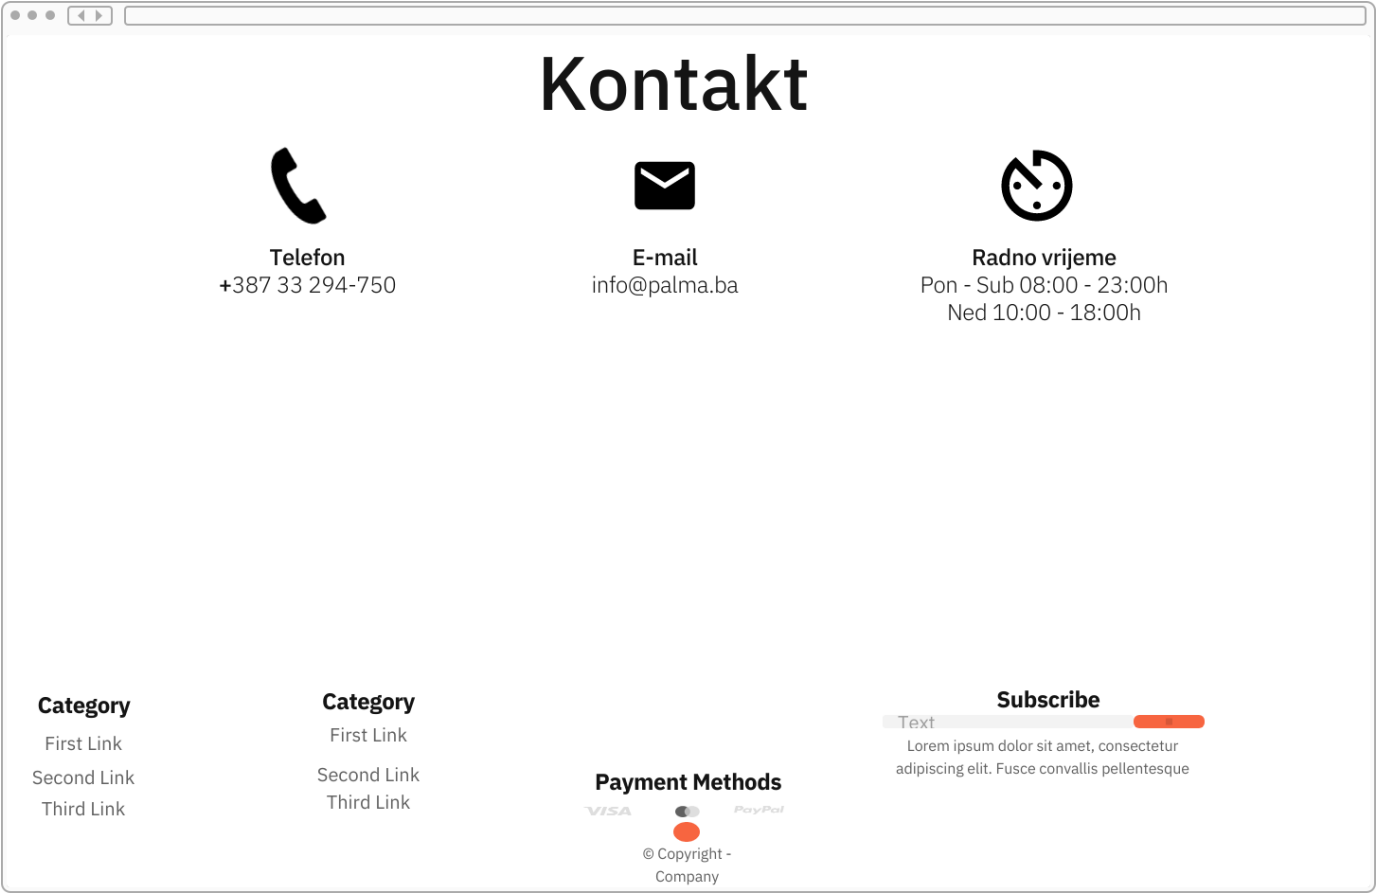 Kontakt
Telefon
+387 33 294-750
E-mail
info@palma.ba
Radno vrijeme
Pon - Sub 08:00 - 23:00h
Ned 10:00 - 18:00h
Category
First Link
Second Link
Third Link
Category
First Link
Second Link
Third Link
Payment Methods
VISA
PayPal
© Copyright -
Company
Subscribe
Text
Lorem ipsum dolor sit amet, consectetur
adipiscing elit. Fusce convallis pellentesque